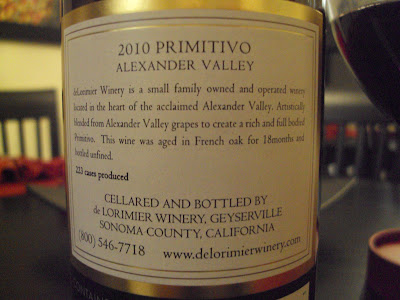 2010 PRIMITIVO
ALEXANDER VALLEY
deLorimier Winery is a small family owned and operated winery
located in the heart of the acclaimed Alexander Valley. Artistically
blended from Alexander Valley grapes to create a rich and full bodied
Primitivo. This wine was aged in French oak for 18months and
bottled unfined.
223 cases produced
CELLARED AND BOTTLED BY
de LORIMIER WINERY, GEYSERVILLE
SONOMA COUNTY, CALIFORNIA
(800) 546-7718 www.delorimierwinery.com